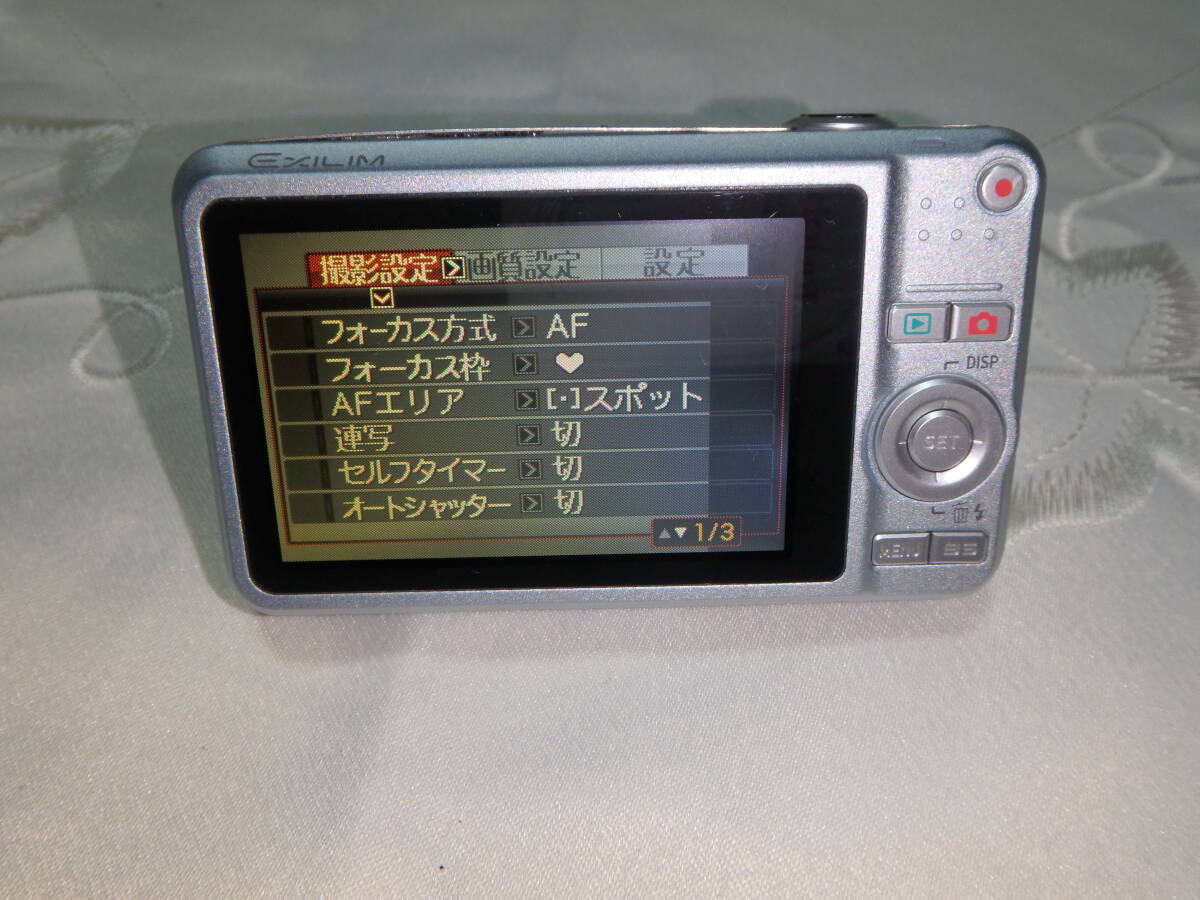 EXILIM
撮影設定 画質設定 設定
フォーカス方式 AF
フォーカス枠 ♥
AFエリア [･]スポット
連写 切
セルフタイマー 切
オートシャッター 切
▲▼1/3
DISP
SET
MENU
BS